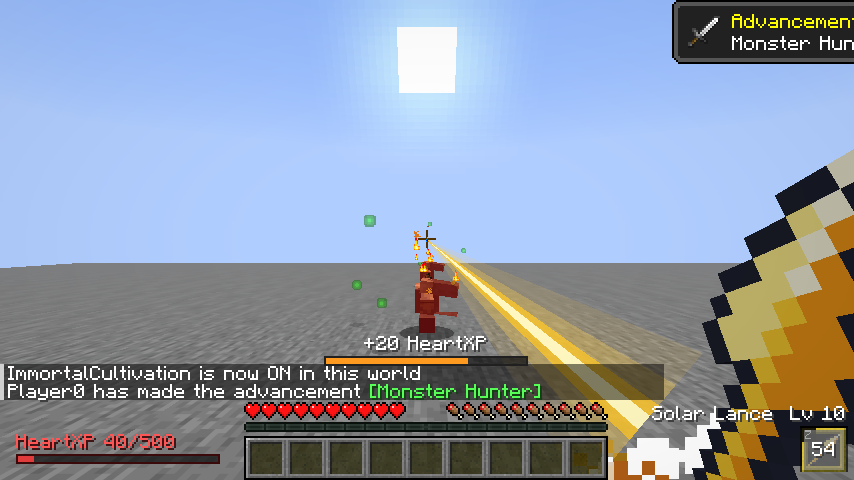 Advancement
Monster Hun
+20 HeartXP
ImmortalCultivation is now ON in this world
Player0 has made the advancement [Monster Hunter]
Solar Lance Lv 10
HeartXP 40/500
Z
54